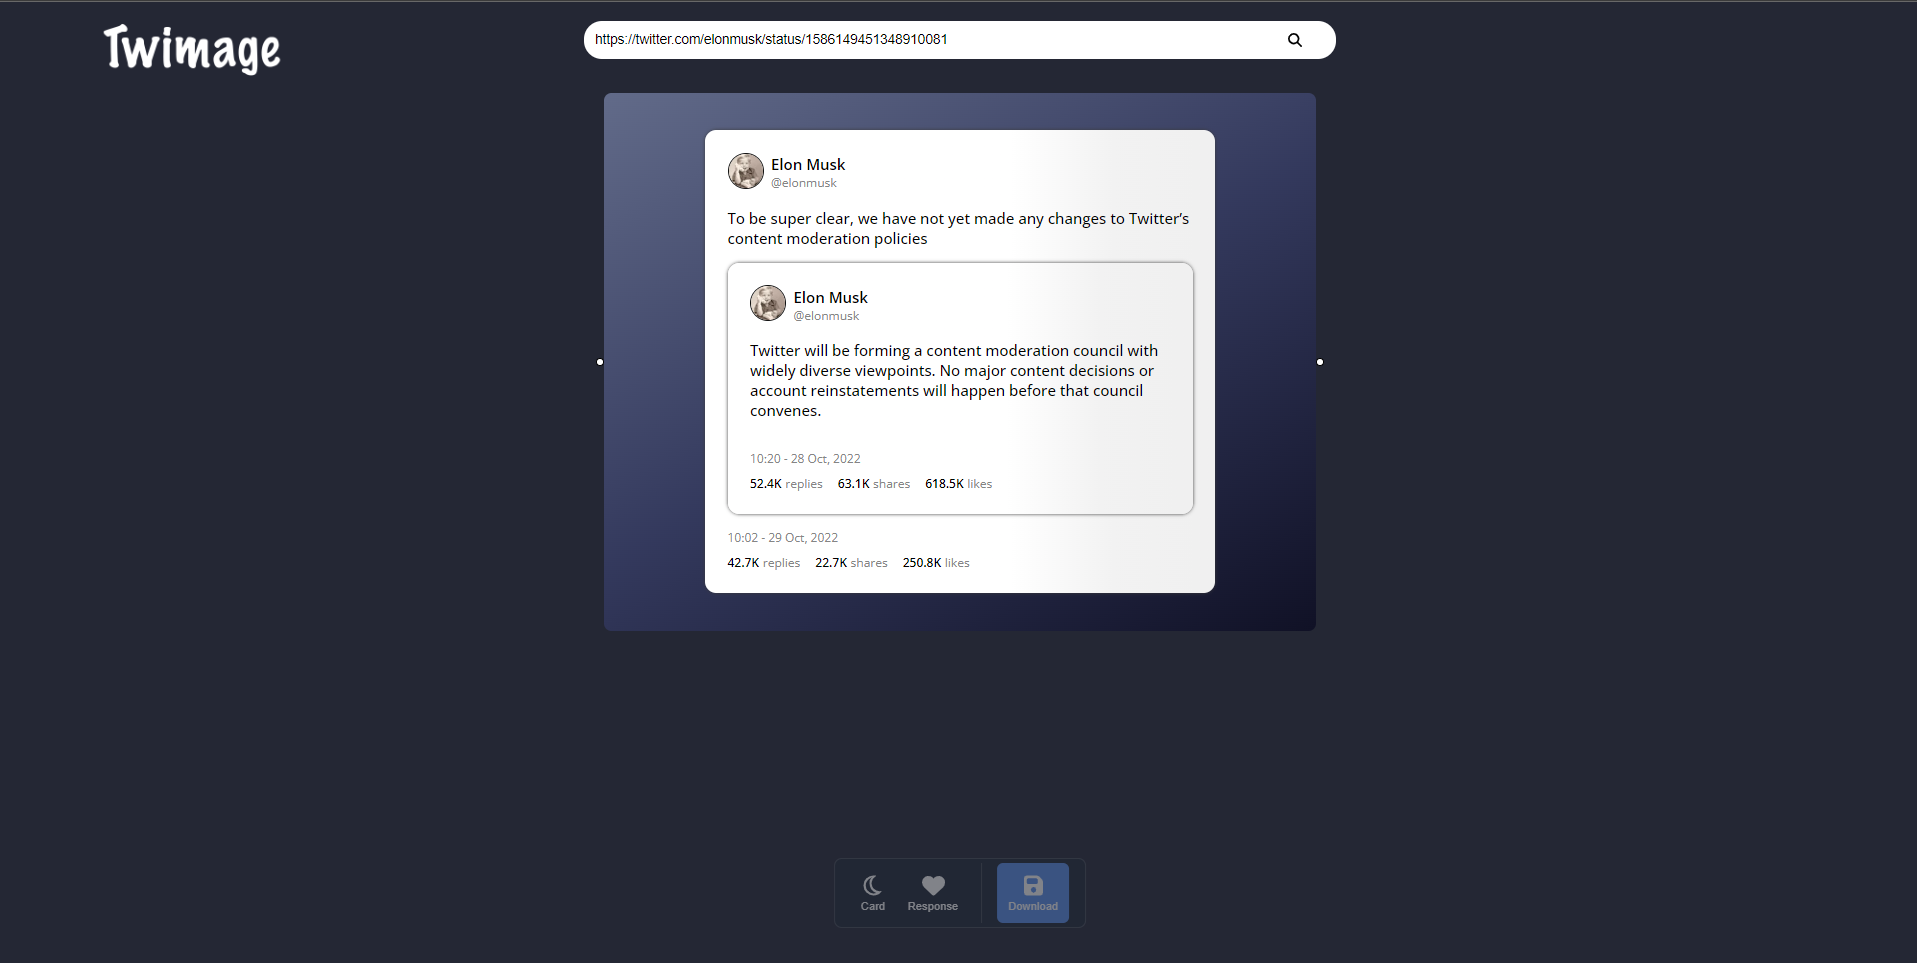 Twimage
https://twitter.com/elonmusk/status/1586149451348910081
Elon Musk
@elonmusk
To be super clear, we have not yet made any changes to Twitter’s
content moderation policies
Elon Musk
@elonmusk
Twitter will be forming a content moderation council with
widely diverse viewpoints. No major content decisions or
account reinstatements will happen before that council
convenes.
10:20 - 28 Oct, 2022
52.4K replies 63.1K shares 618.5K likes
10:02 - 29 Oct, 2022
42.7K replies 22.7K shares 250.8K likes
Card Response Download